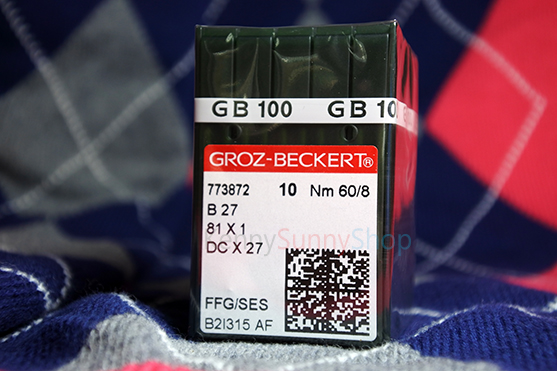 GB 100 GB 10
GROZ-BECKERT®
773872 10 Nm 60/8
B 27
81 X 1
DC X 27
SunnyShop
FFG/SES
B2I315 AF